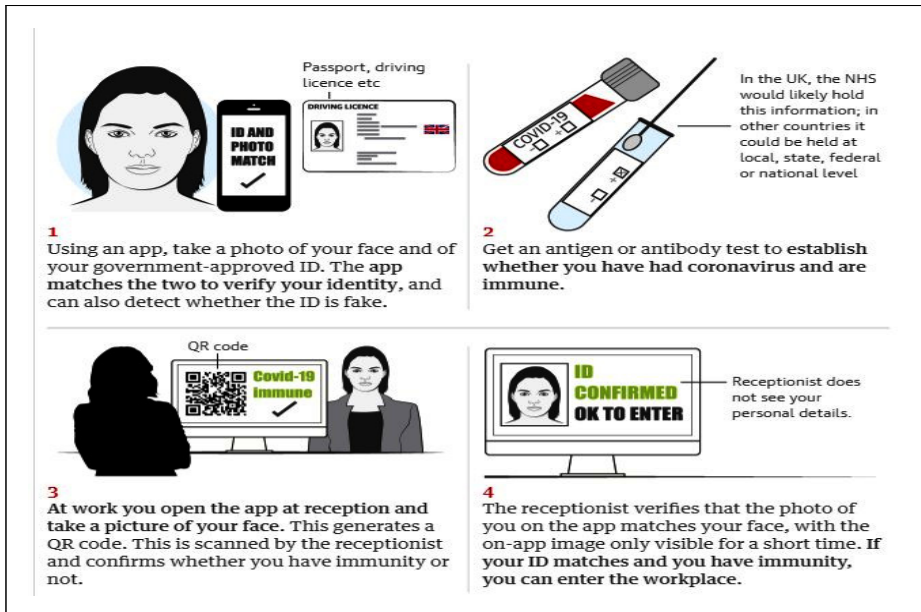 Passport, driving
licence etc
DRIVING LICENCE
ID AND
PHOTO
MATCH
1
Using an app, take a photo of your face and of
your government-approved ID. The app
matches the two to verify your identity, and
can also detect whether the ID is fake.
COVID-19
In the UK, the NHS
would likely hold
this information; in
other countries it
could be held at
local, state, federal
or national level
2
Get an antigen or antibody test to establish
whether you have had coronavirus and are
immune.
QR code
Covid-19
immune
3
At work you open the app at reception and
take a picture of your face. This generates a
QR code. This is scanned by the receptionist
and confirms whether you have immunity or
not.
ID
CONFIRMED
OK TO ENTER
Receptionist does
not see your
personal details.
4
The receptionist verifies that the photo of
you on the app matches your face, with the
on-app image only visible for a short time. If
your ID matches and you have immunity,
you can enter the workplace.